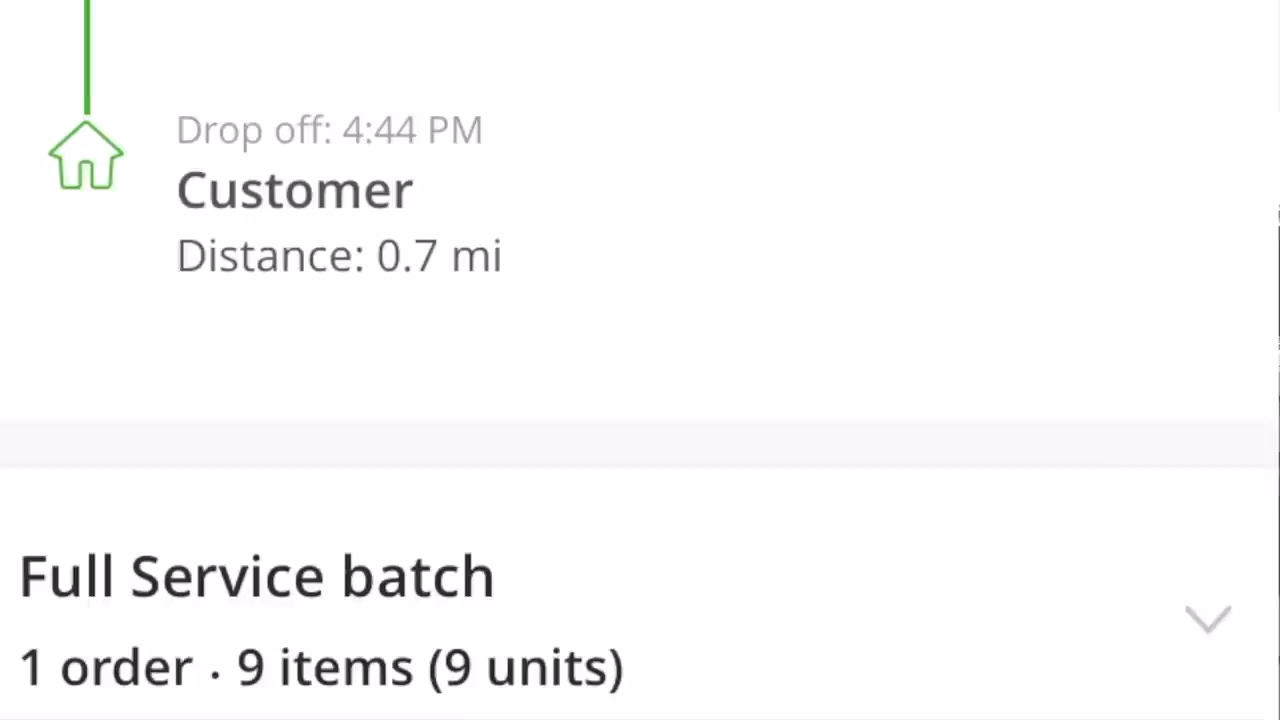 Drop off: 4:44 PM
Customer
Distance: 0.7 mi
Full Service batch
1 order · 9 items (9 units)